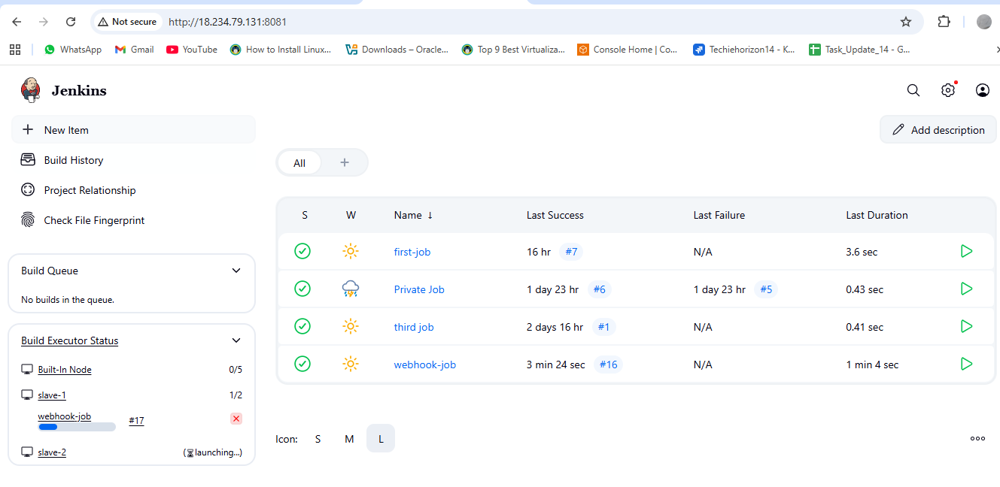 Not secure http://18.234.79.131:8081
WhatsApp Gmail YouTube How to Install Linux... Downloads – Oracle... Top 9 Best Virtualiza... Console Home | Co... Techiehorizon14 - K... Task_Update_14 - G...
Jenkins
New Item
Build History
Project Relationship
Check File Fingerprint
Build Queue
No builds in the queue.
Build Executor Status
Built-In Node 0/5
slave-1 1/2
webhook-job #17
slave-2 (launching...)
Add description
All +
S W Name ↓ Last Success Last Failure Last Duration
first-job 16 hr #7 N/A 3.6 sec
Private Job 1 day 23 hr #6 1 day 23 hr #5 0.43 sec
third job 2 days 16 hr #1 N/A 0.41 sec
webhook-job 3 min 24 sec #16 N/A 1 min 4 sec
Icon: S M L